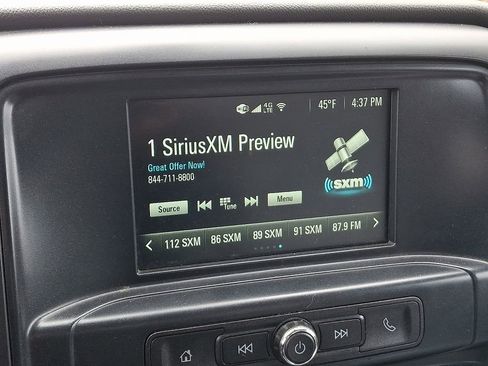 4G LTE 45°F 4:37 PM
1 SiriusXM Preview
Great Offer Now!
844-711-8800
((sxm))
Source Tune Menu
112 SXM 86 SXM 89 SXM 91 SXM 87.9 FM